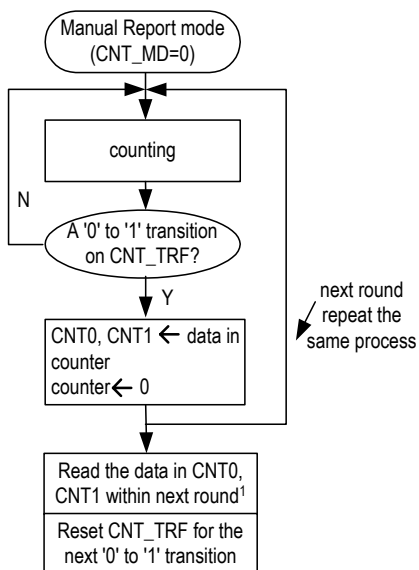 Manual Report mode
(CNT_MD=0)
counting
N
A '0' to '1' transition
on CNT_TRF?
Y
CNT0, CNT1 ← data in
counter
counter ← 0
next round
repeat the
same process
Read the data in CNT0,
CNT1 within next round¹
Reset CNT_TRF for the
next '0' to '1' transition